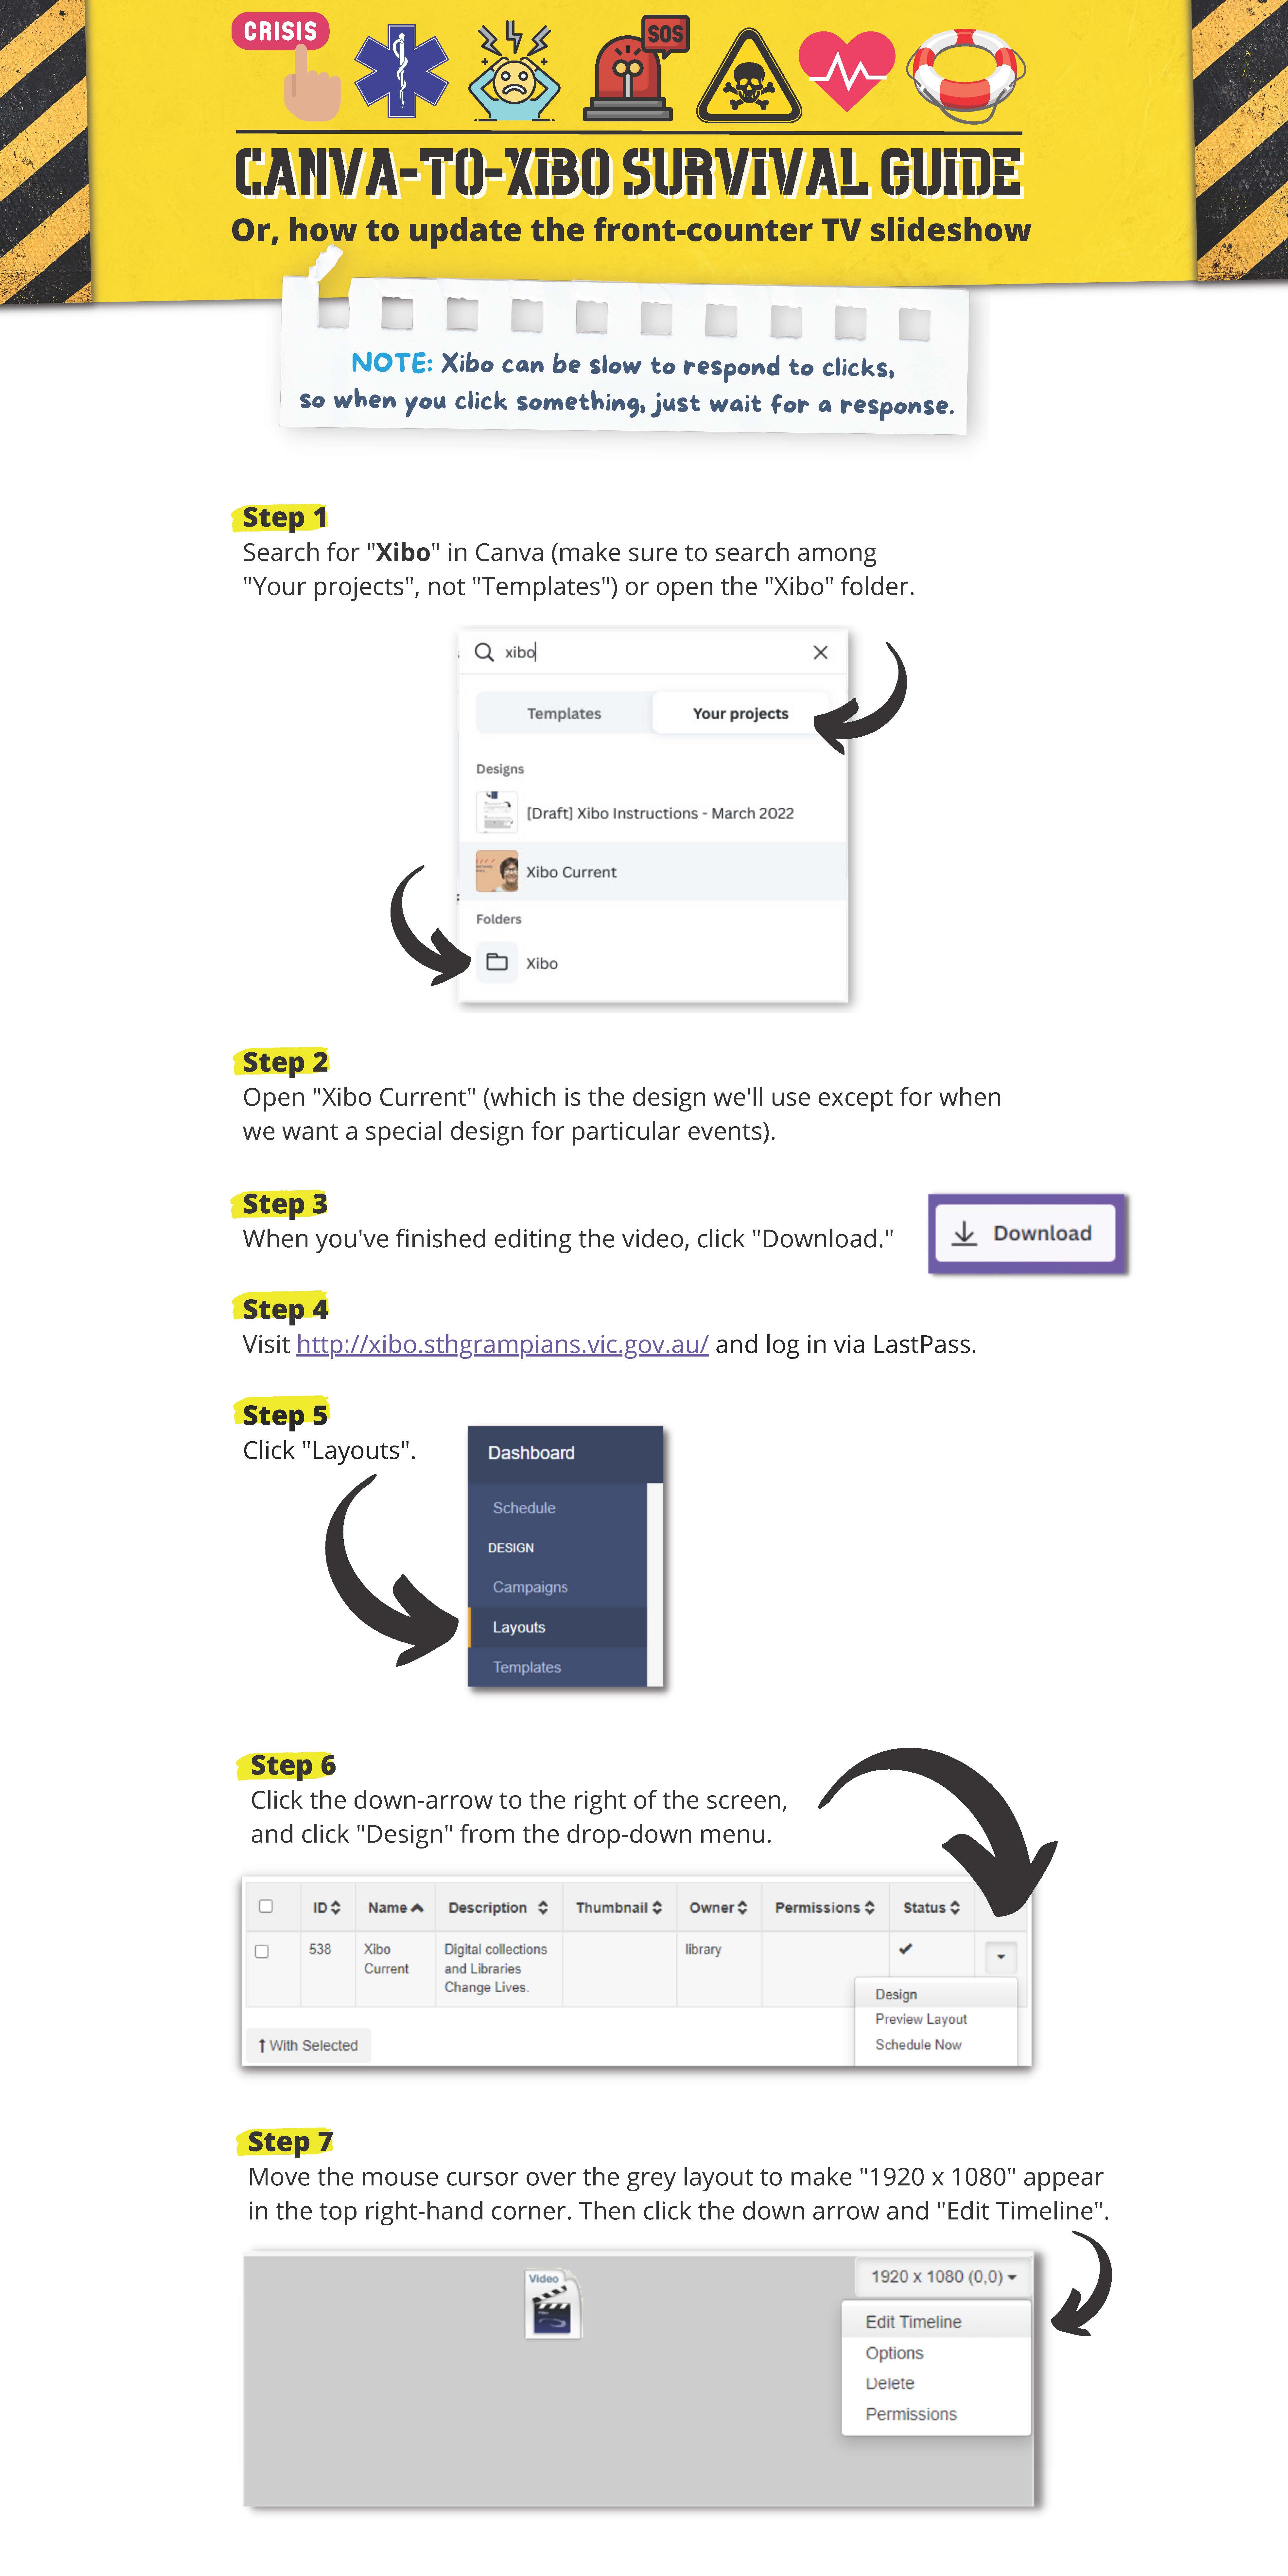 CRISIS
SOS
CANVA-TO-XIBO SURVIVAL GUIDE
Or, how to update the front-counter TV slideshow
NOTE: Xibo can be slow to respond to clicks,
so when you click something, just wait for a response.
Step 1
Search for "Xibo" in Canva (make sure to search among
"Your projects", not "Templates") or open the "Xibo" folder.
xibo
Templates Your projects
Designs
[Draft] Xibo Instructions - March 2022
Xibo Current
Folders
Xibo
Step 2
Open "Xibo Current" (which is the design we'll use except for when
we want a special design for particular events).
Step 3
When you've finished editing the video, click "Download."
Download
Step 4
Visit http://xibo.sthgrampians.vic.gov.au/ and log in via LastPass.
Step 5
Click "Layouts".
Dashboard
Schedule
DESIGN
Campaigns
Layouts
Templates
Step 6
Click the down-arrow to the right of the screen,
and click "Design" from the drop-down menu.
ID Name Description Thumbnail Owner Permissions Status
538 Xibo Digital collections library
Current and Libraries
Change Lives.
Design
Preview Layout
Schedule Now
With Selected
Step 7
Move the mouse cursor over the grey layout to make "1920 x 1080" appear
in the top right-hand corner. Then click the down arrow and "Edit Timeline".
Video
1920 x 1080 (0,0)
Edit Timeline
Options
Delete
Permissions